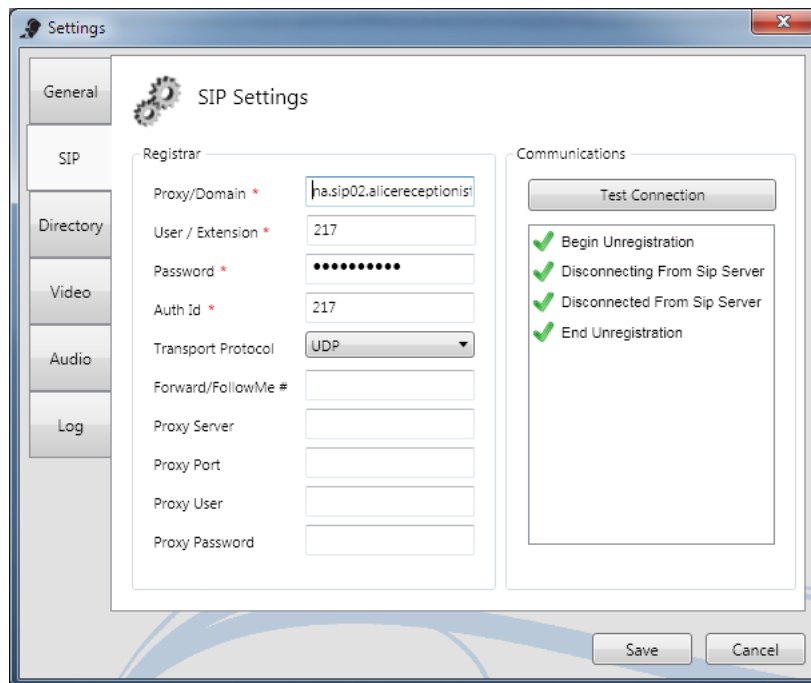 Settings
General
SIP
Directory
Video
Audio
Log
SIP Settings
Registrar
Proxy/Domain * na.sip02.alicereceptionist
User / Extension * 217
Password * ••••••••••
Auth Id * 217
Transport Protocol UDP
Forward/FollowMe #
Proxy Server
Proxy Port
Proxy User
Proxy Password
Communications
Test Connection
Begin Unregistration
Disconnecting From Sip Server
Disconnected From Sip Server
End Unregistration
Save Cancel